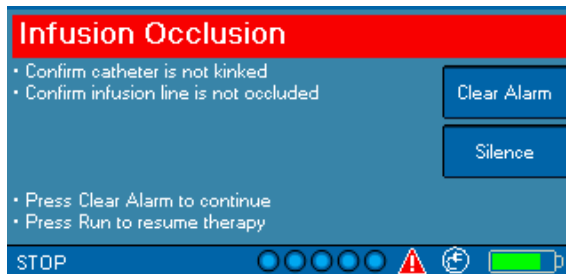 Infusion Occlusion
• Confirm catheter is not kinked
• Confirm infusion line is not occluded
Clear Alarm
Silence
• Press Clear Alarm to continue
• Press Run to resume therapy
STOP